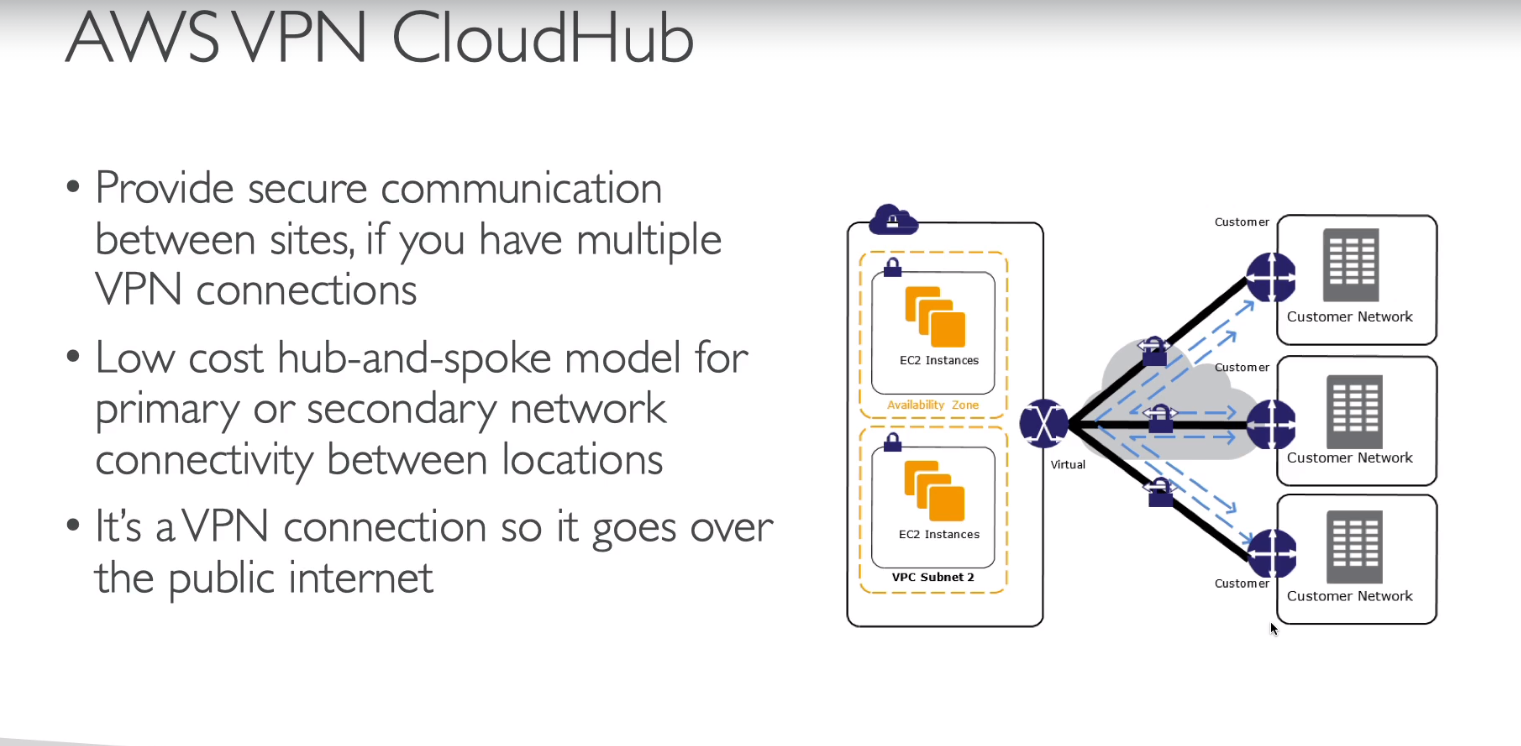 AWS VPN CloudHub
• Provide secure communication
between sites, if you have multiple
VPN connections
• Low cost hub-and-spoke model for
primary or secondary network
connectivity between locations
• It's a VPN connection so it goes over
the public internet
EC2 Instances
Availability Zone
EC2 Instances
VPC Subnet 2
Virtual
Customer
Customer Network
Customer
Customer Network
Customer
Customer Network